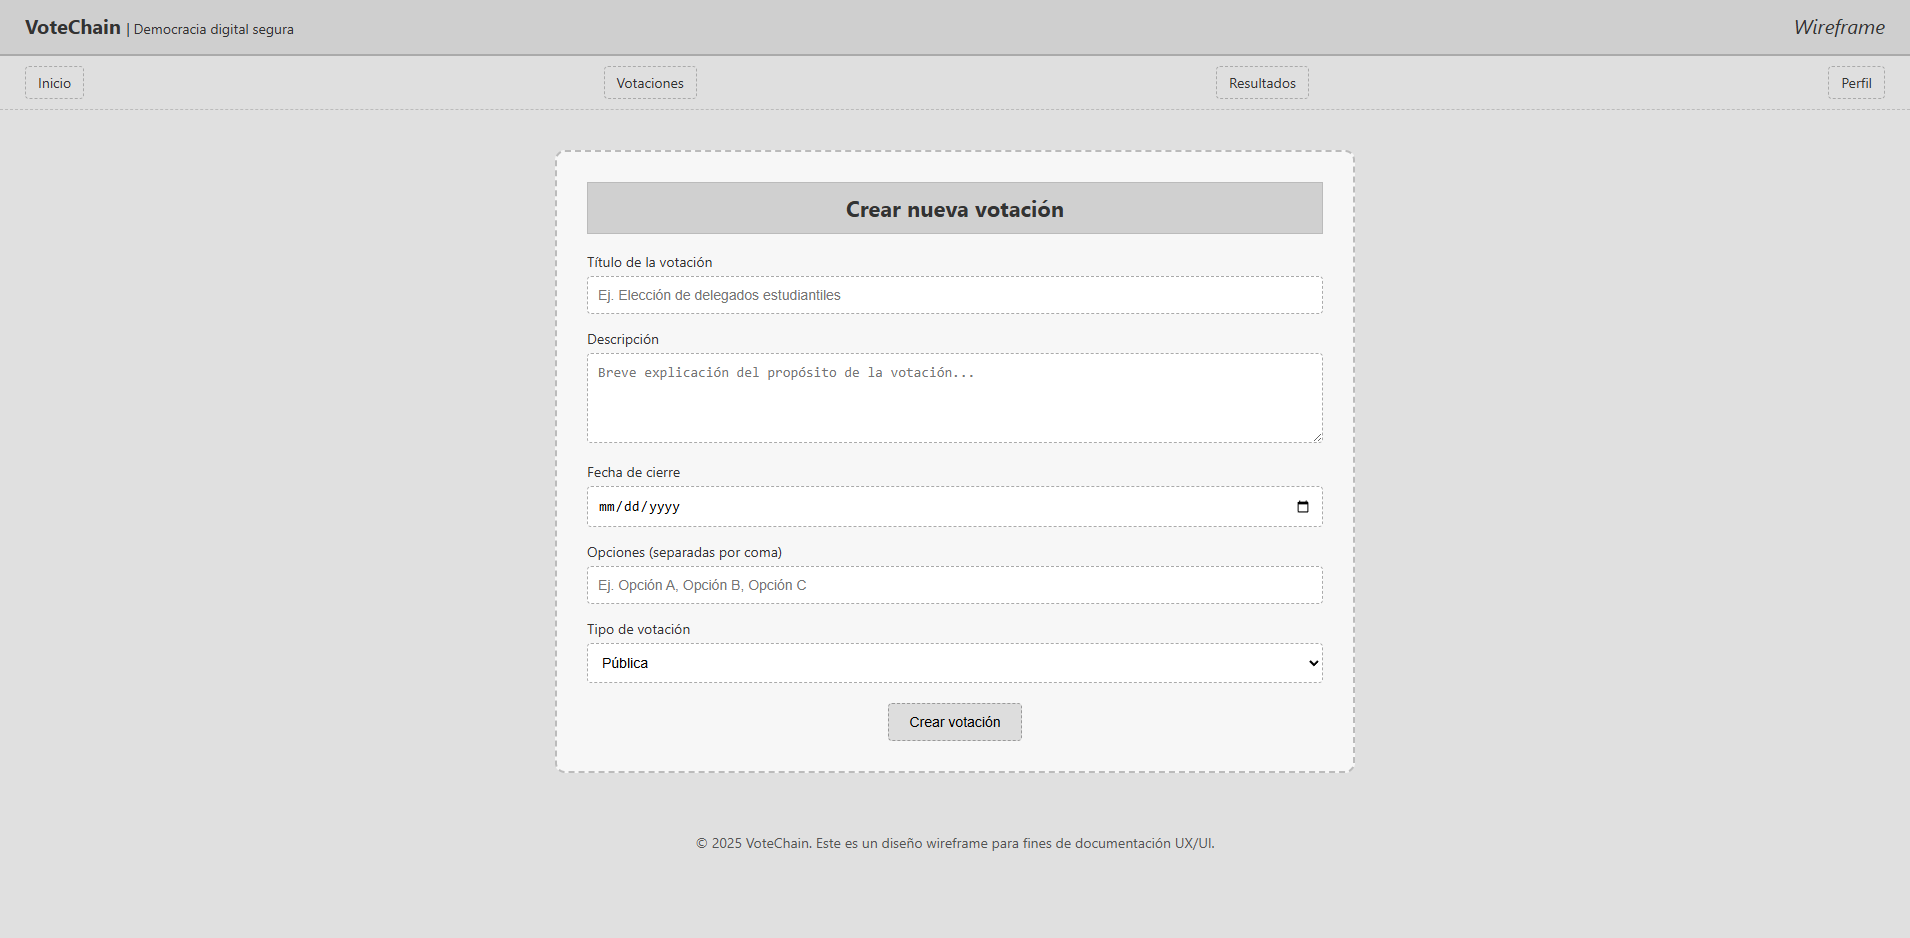 VoteChain | Democracia digital segura
Wireframe
Inicio
Votaciones
Resultados
Perfil
Crear nueva votación
Título de la votación
Ej. Elección de delegados estudiantiles
Descripción
Breve explicación del propósito de la votación...
Fecha de cierre
mm/dd/yyyy
Opciones (separadas por coma)
Ej. Opción A, Opción B, Opción C
Tipo de votación
Pública
Crear votación
© 2025 VoteChain. Este es un diseño wireframe para fines de documentación UX/UI.